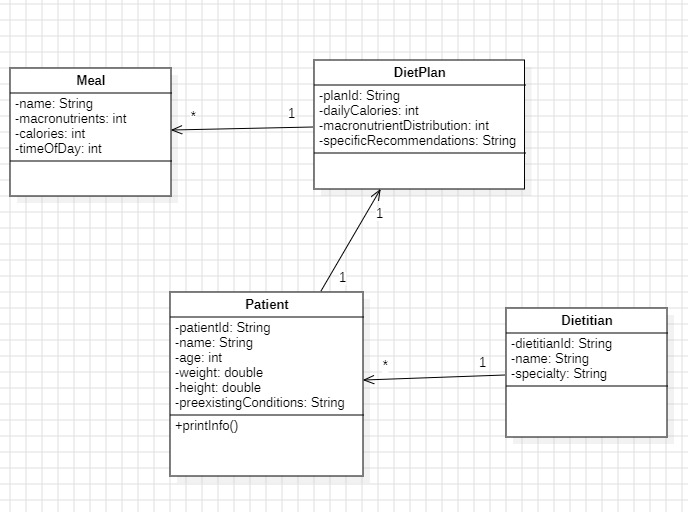 Meal
-name: String
-macronutrients: int
-calories: int
-timeOfDay: int
* 1
DietPlan
-planId: String
-dailyCalories: int
-macronutrientDistribution: int
-specificRecommendations: String
1
1
Patient
-patientId: String
-name: String
-age: int
-weight: double
-height: double
-preexistingConditions: String
+printInfo()
* 1
Dietitian
-dietitianId: String
-name: String
-specialty: String